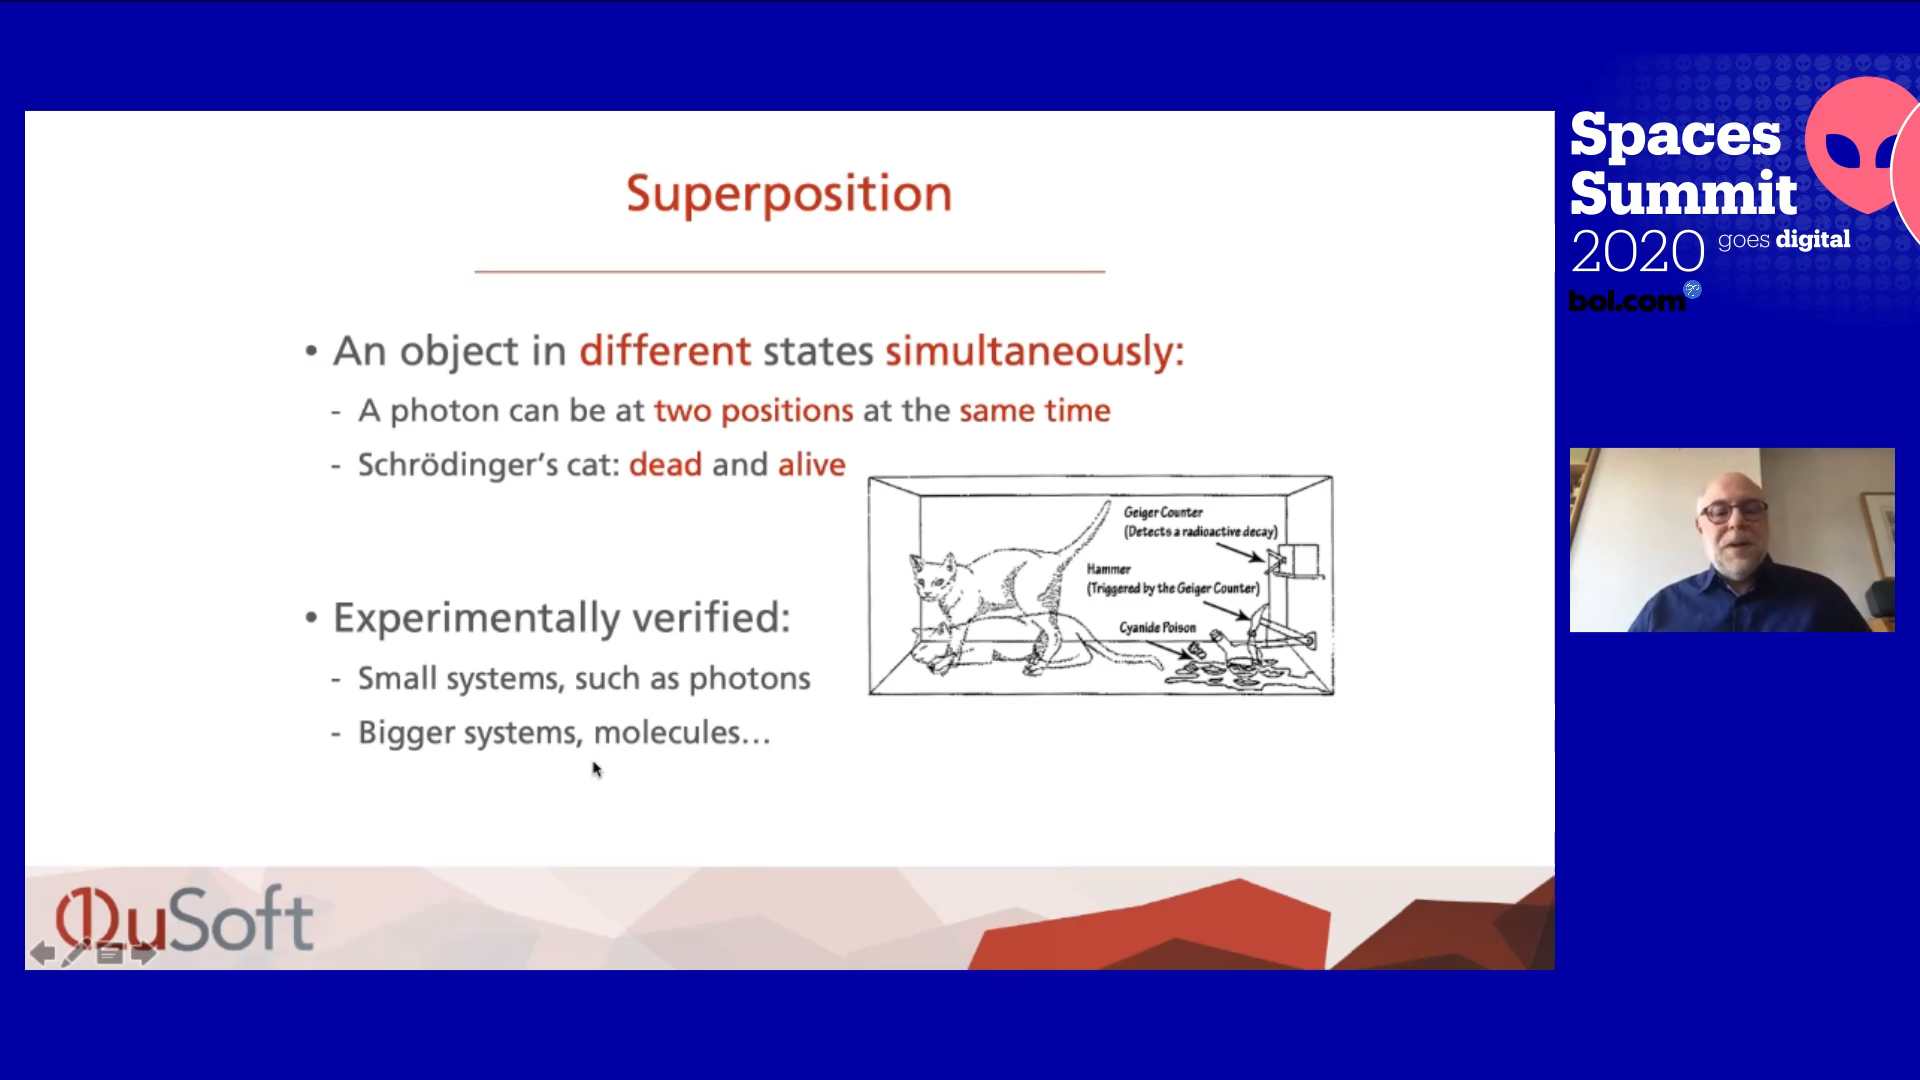 Superposition
• An object in different states simultaneously:
- A photon can be at two positions at the same time
- Schrödinger's cat: dead and alive
Geiger Counter
(Detects a radioactive decay)
Hammer
(Triggered by the Geiger Counter)
Cyanide Poison
• Experimentally verified:
- Small systems, such as photons
- Bigger systems, molecules...
QuSoft
Spaces
Summit
2020 goes digital
bol.com